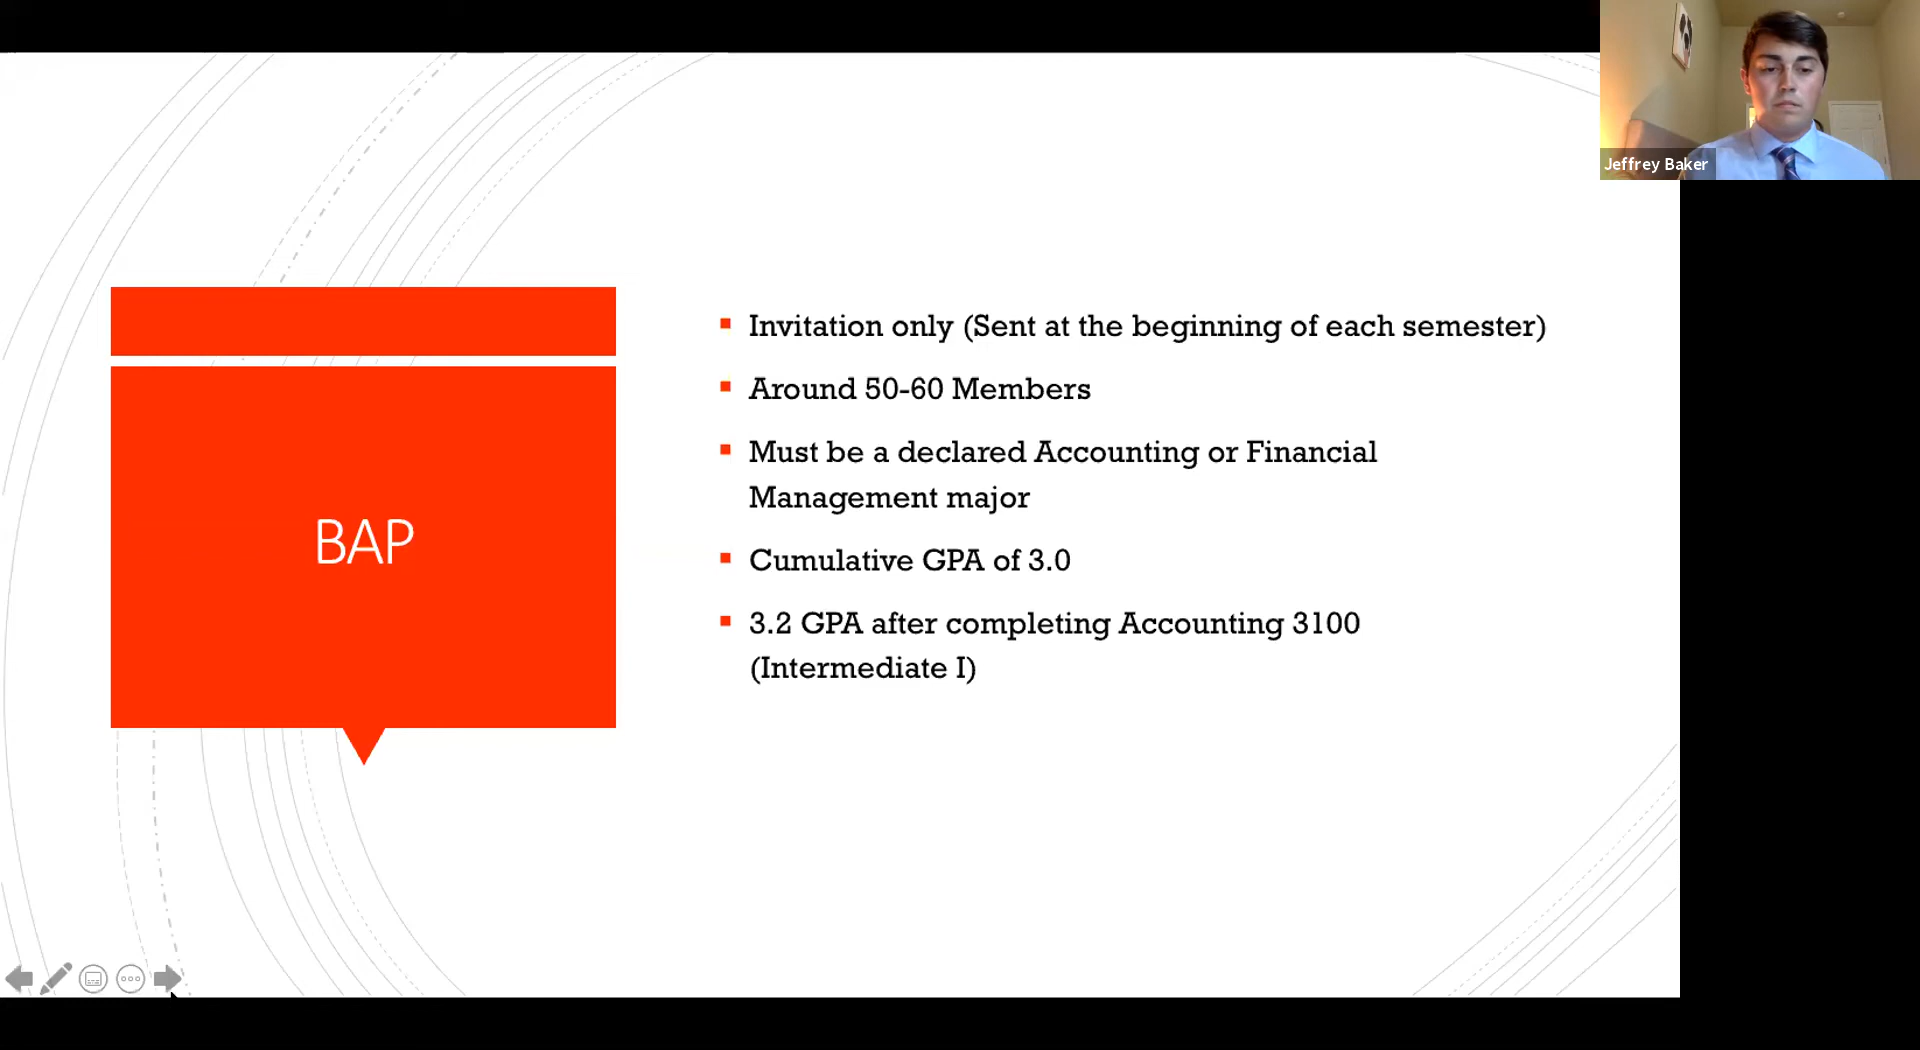 Jeffrey Baker
BAP
Invitation only (Sent at the beginning of each semester)
Around 50-60 Members
Must be a declared Accounting or Financial
Management major
Cumulative GPA of 3.0
3.2 GPA after completing Accounting 3100
(Intermediate I)